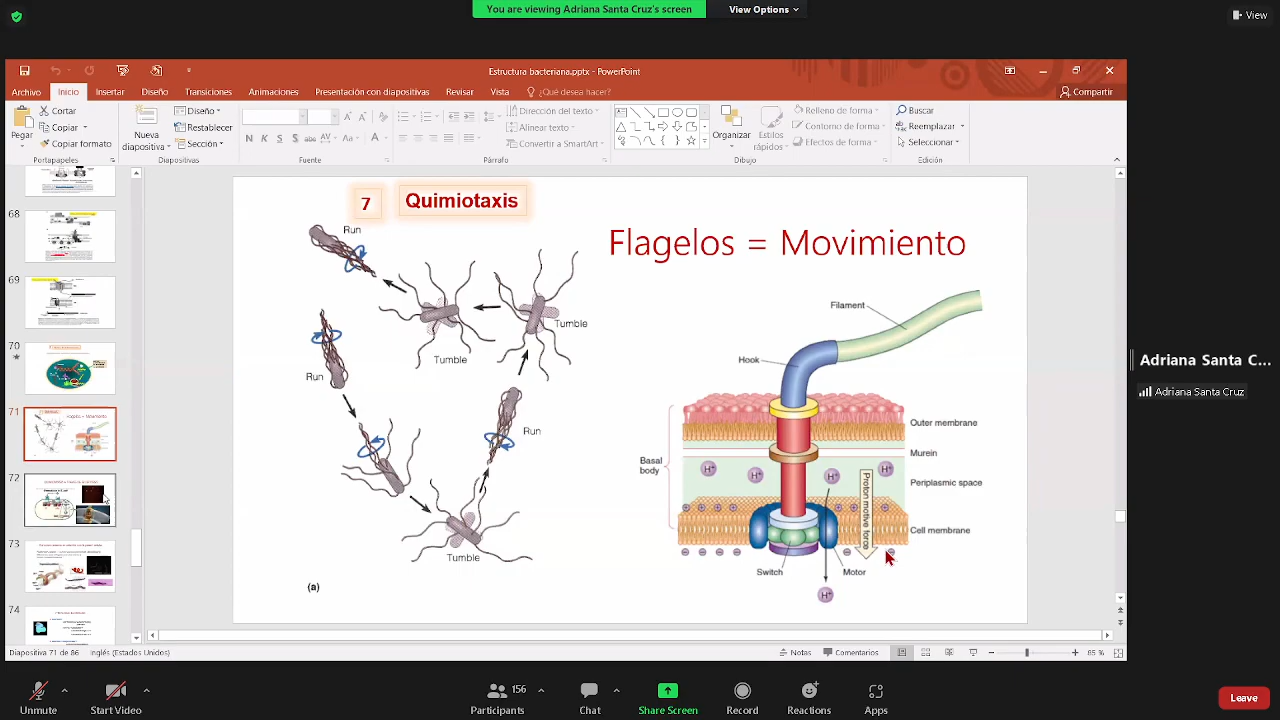 You are viewing Adriana Santa Cruz's screen
View Options
View
Estructura bacteriana.pptx - PowerPoint
Archivo Inicio Insertar Diseño Transiciones Animaciones Presentación con diapositivas Revisar Vista ¿Qué desea hacer? Compartir
Pegar
Cortar
Copiar
Copiar formato
Portapapeles
Nueva diapositiva
Diseño
Restablecer
Sección
Diapositivas
N K S S abc AV Aa A
Fuente
Dirección del texto
Alinear texto
Convertir a SmartArt
Párrafo
Organizar
Estilos rápidos
Relleno de forma
Contorno de forma
Efectos de forma
Dibujo
Buscar
Reemplazar
Seleccionar
Edición
68
69
70
71
72
73
74
7
Quimiotaxis
Flagelos = Movimiento
Run
Tumble
Tumble
Run
Run
Tumble
(a)
Filament
Hook
Outer membrane
Murein
Basal body
Periplasmic space
H+
H+
H+
H+
Proton motive force
Cell membrane
Switch
Motor
H+
Adriana Santa C...
Adriana Santa Cruz
Diapositiva 71 de 86
Inglés (Estados Unidos)
Notas
Comentarios
85 %
Unmute
Start Video
156
Participants
Chat
Share Screen
Record
Reactions
Apps
Leave